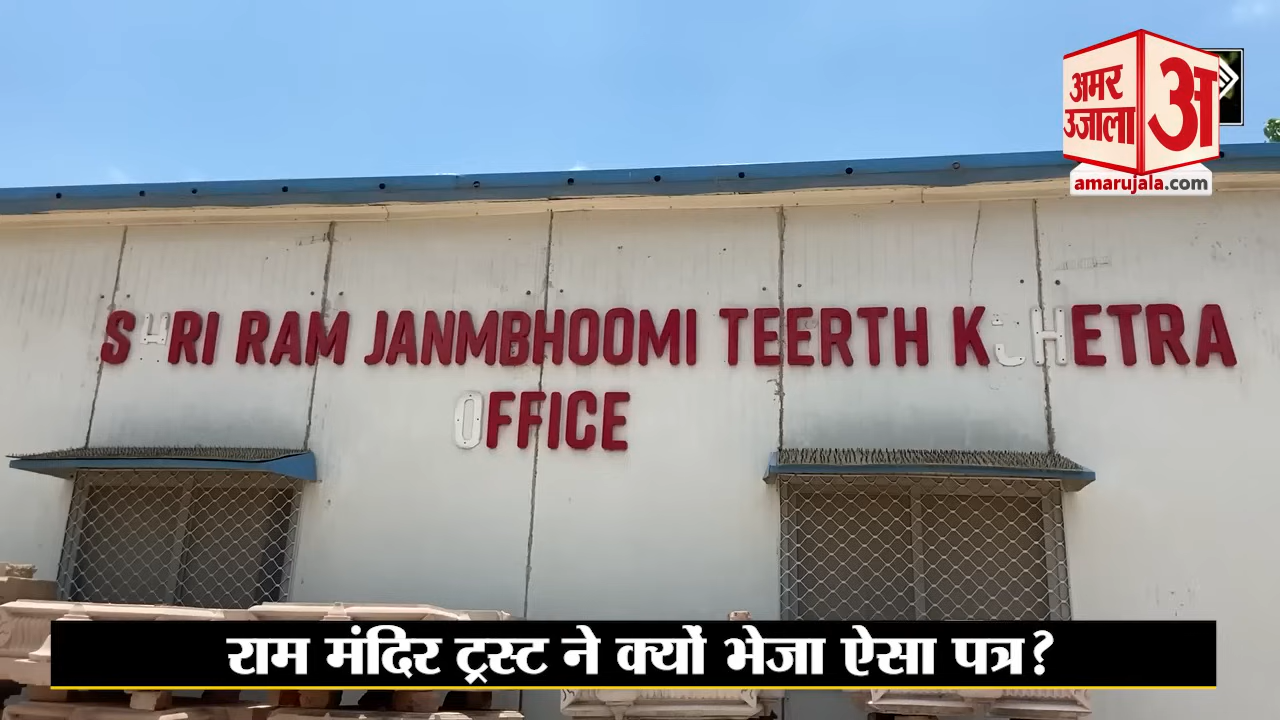 अमर
उजाला
अ
amarujala.com
SHRI RAM JANMBHOOMI TEERTH KSHETRA
OFFICE
राम मंदिर ट्रस्ट ने क्यों भेजा ऐसा पत्र?